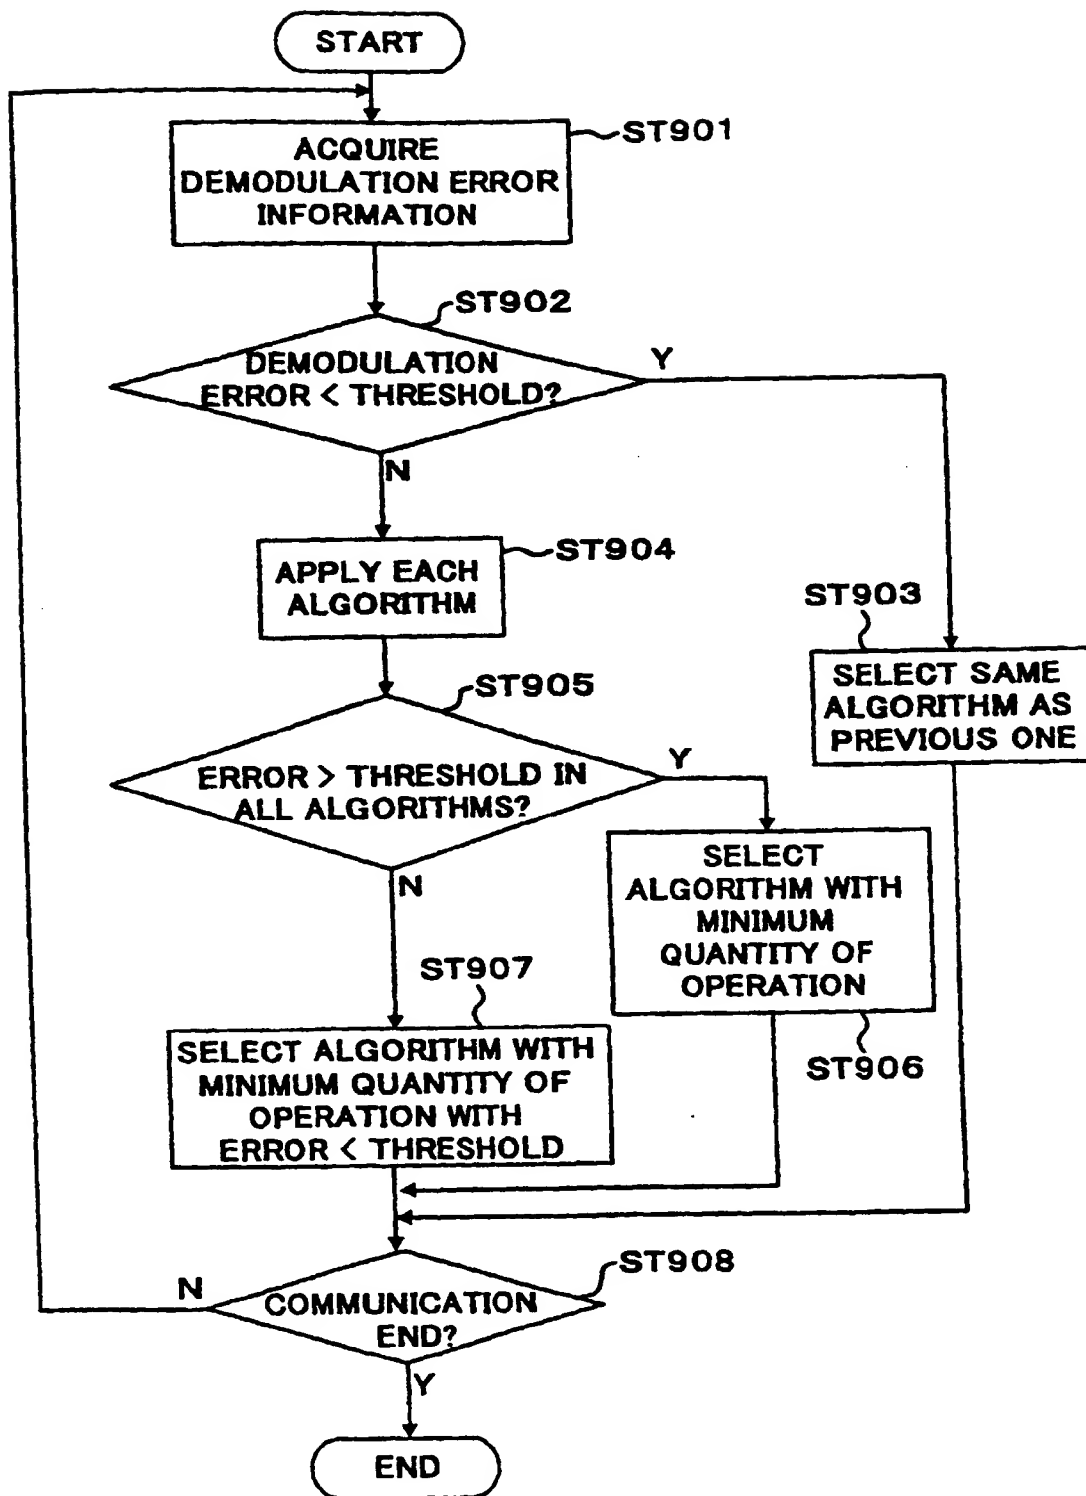 START
ACQUIRE
DEMODULATION ERROR
INFORMATION
ST901
ST902
DEMODULATION
ERROR < THRESHOLD?
Y
N
APPLY EACH
ALGORITHM
ST904
ST903
SELECT SAME
ALGORITHM AS
PREVIOUS ONE
ST905
ERROR > THRESHOLD IN
ALL ALGORITHMS?
Y
N
SELECT
ALGORITHM WITH
MINIMUM
QUANTITY OF
OPERATION
ST906
ST907
SELECT ALGORITHM WITH
MINIMUM QUANTITY OF
OPERATION WITH
ERROR < THRESHOLD
ST908
N
COMMUNICATION
END?
Y
END